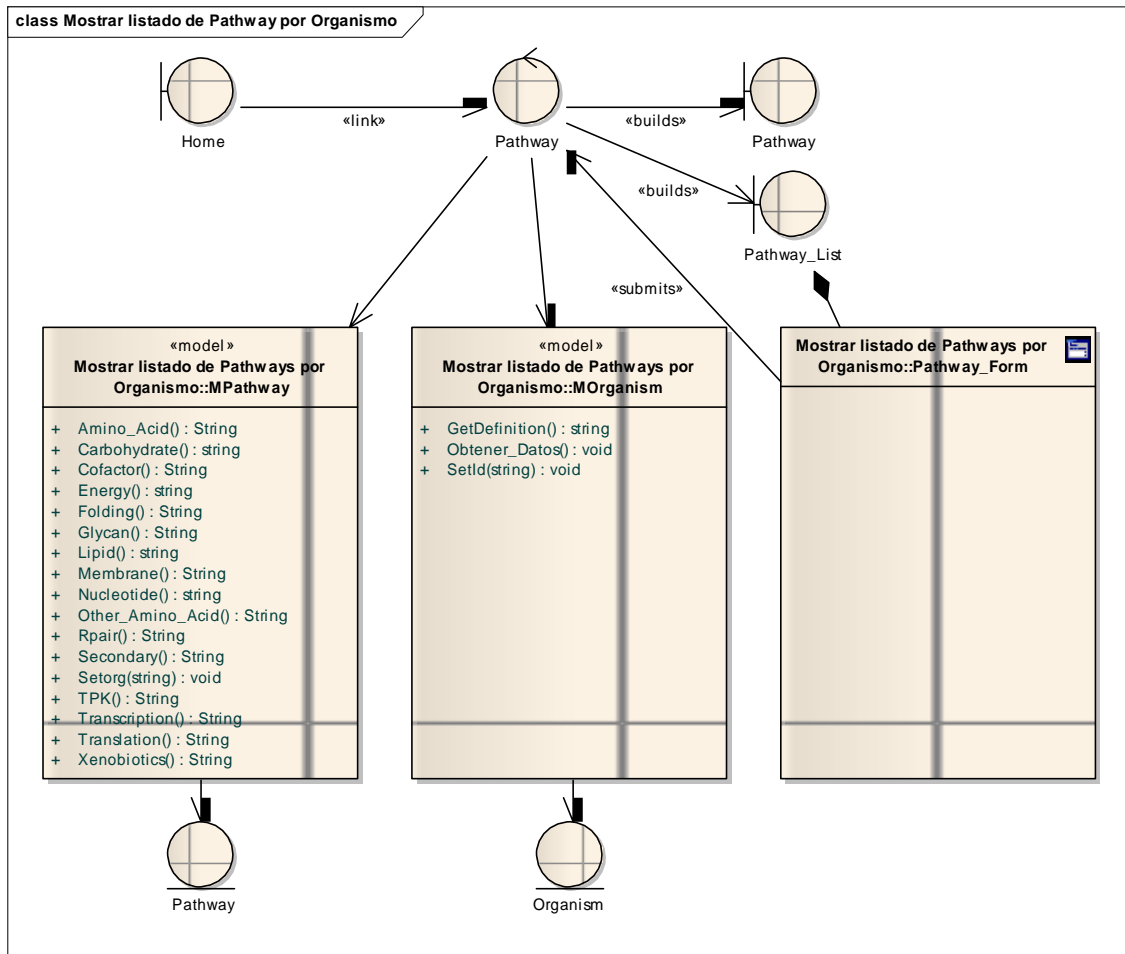 class Mostrar listado de Pathway por Organismo
Home
«link»
Pathway
«builds»
Pathway
«builds»
Pathway_List
«submits»
«model»
Mostrar listado de Pathways por
Organismo::MPathway
+ Amino_Acid() : String
+ Carbohydrate() : string
+ Cofactor() : String
+ Energy() : string
+ Folding() : String
+ Glycan() : String
+ Lipid() : string
+ Membrane() : String
+ Nucleotide() : string
+ Other_Amino_Acid() : String
+ Rpair() : String
+ Secondary() : String
+ Setorg(string) : void
+ TPK() : String
+ Transcription() : String
+ Translation() : String
+ Xenobiotics() : String
«model»
Mostrar listado de Pathways por
Organismo::MOrganism
+ GetDefinition() : string
+ Obtener_Datos() : void
+ SetId(string) : void
Mostrar listado de Pathways por
Organismo::Pathway_Form
Pathway
Organism